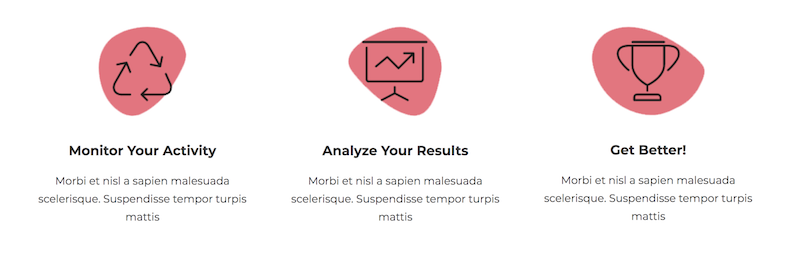 Monitor Your Activity
Morbi et nisl a sapien malesuada
scelerisque. Suspendisse tempor turpis
mattis
Analyze Your Results
Morbi et nisl a sapien malesuada
scelerisque. Suspendisse tempor turpis
mattis
Get Better!
Morbi et nisl a sapien malesuada
scelerisque. Suspendisse tempor turpis
mattis